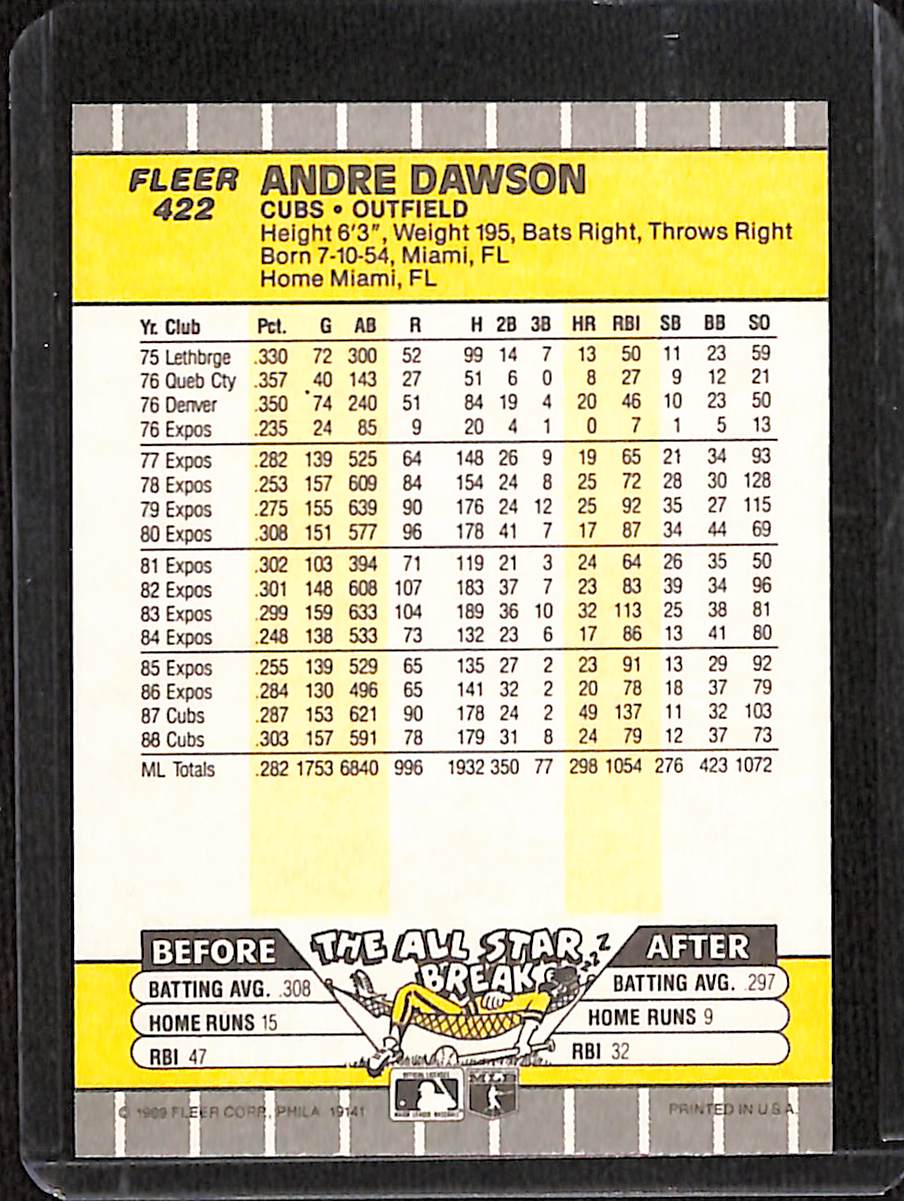 FLEER
422
ANDRE DAWSON
CUBS • OUTFIELD
Height 6'3", Weight 195, Bats Right, Throws Right
Born 7-10-54, Miami, FL
Home Miami, FL
Yr. Club Pct. G AB R H 2B 3B HR RBI SB BB SO
75 Lethbrge .330 72 300 52 99 14 7 13 50 11 23 59
76 Queb Cty .357 40 143 27 51 6 0 8 27 9 12 21
76 Denver .350 74 240 51 84 19 4 20 46 10 23 50
76 Expos .235 24 85 9 20 4 1 0 7 1 5 13
77 Expos .282 139 525 64 148 26 9 19 65 21 34 93
78 Expos .253 157 609 84 154 24 8 25 72 28 30 128
79 Expos .275 155 639 90 176 24 12 25 92 35 27 115
80 Expos .308 151 577 96 178 41 7 17 87 34 44 69
81 Expos .302 103 394 71 119 21 3 24 64 26 35 50
82 Expos .301 148 608 107 183 37 7 23 83 39 34 96
83 Expos .299 159 633 104 189 36 10 32 113 25 38 81
84 Expos .248 138 533 73 132 23 6 17 86 13 41 80
85 Expos .255 139 529 65 135 27 2 23 91 13 29 92
86 Expos .284 130 496 65 141 32 2 20 78 18 37 79
87 Cubs .287 153 621 90 178 24 2 49 137 11 32 103
88 Cubs .303 157 591 78 179 31 8 24 79 12 37 73
ML Totals .282 1753 6840 996 1932 350 77 298 1054 276 423 1072
BEFORE THE ALL STAR BREAK AFTER
zzZ
BATTING AVG. .308 BATTING AVG. .297
HOME RUNS 15 HOME RUNS 9
RBI 47 RBI 32
OFFICIAL LICENSEE
MAJOR LEAGUE BASEBALL
MLB
© 1989 FLEER CORP., PHILA. 19141 PRINTED IN U.S.A.